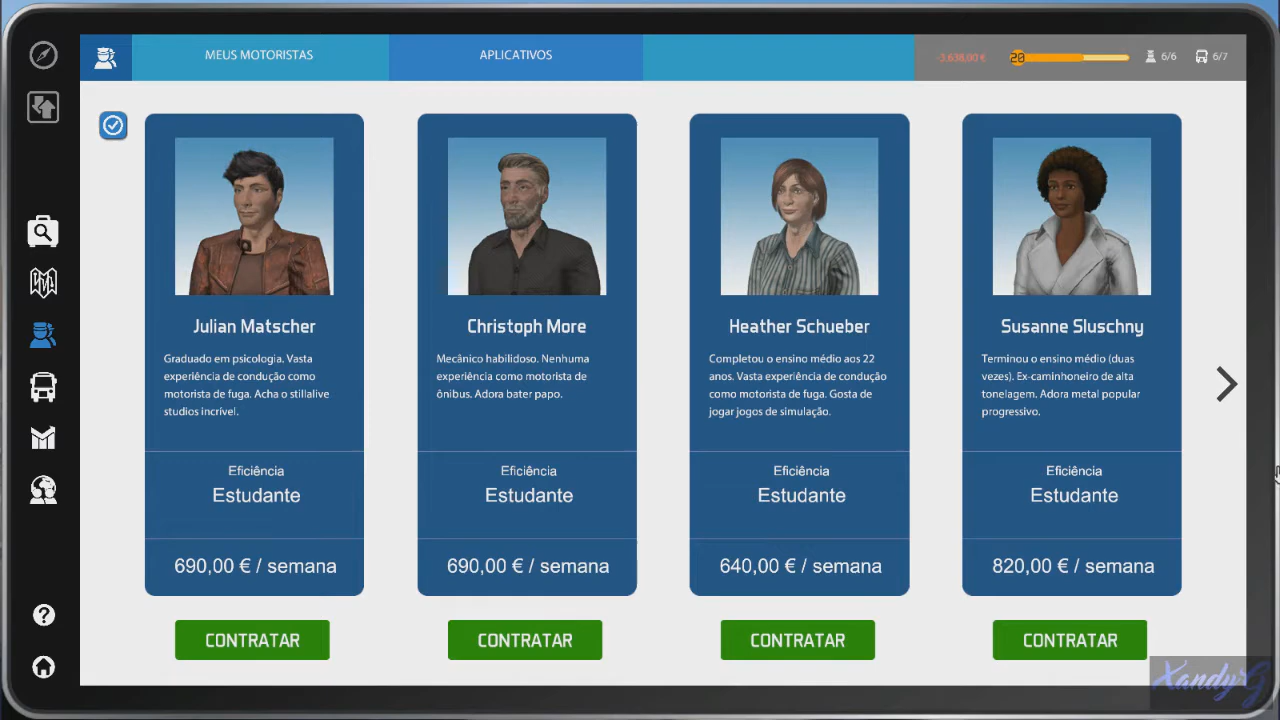 MEUS MOTORISTAS
APLICATIVOS
-3.638,00 €
20
6/6
6/7
Julian Matscher
Graduado em psicologia. Vasta
experiência de condução como
motorista de fuga. Acha o stillalive
studios incrível.
Eficiência
Estudante
690,00 € / semana
CONTRATAR
Christoph More
Mecânico habilidoso. Nenhuma
experiência como motorista de
ônibus. Adora bater papo.
Eficiência
Estudante
690,00 € / semana
CONTRATAR
Heather Schueber
Completou o ensino médio aos 22
anos. Vasta experiência de condução
como motorista de fuga. Gosta de
jogar jogos de simulação.
Eficiência
Estudante
640,00 € / semana
CONTRATAR
Susanne Sluschny
Terminou o ensino médio (duas
vezes). Ex-caminhoneiro de alta
tonelagem. Adora metal popular
progressivo.
Eficiência
Estudante
820,00 € / semana
CONTRATAR
XandyG